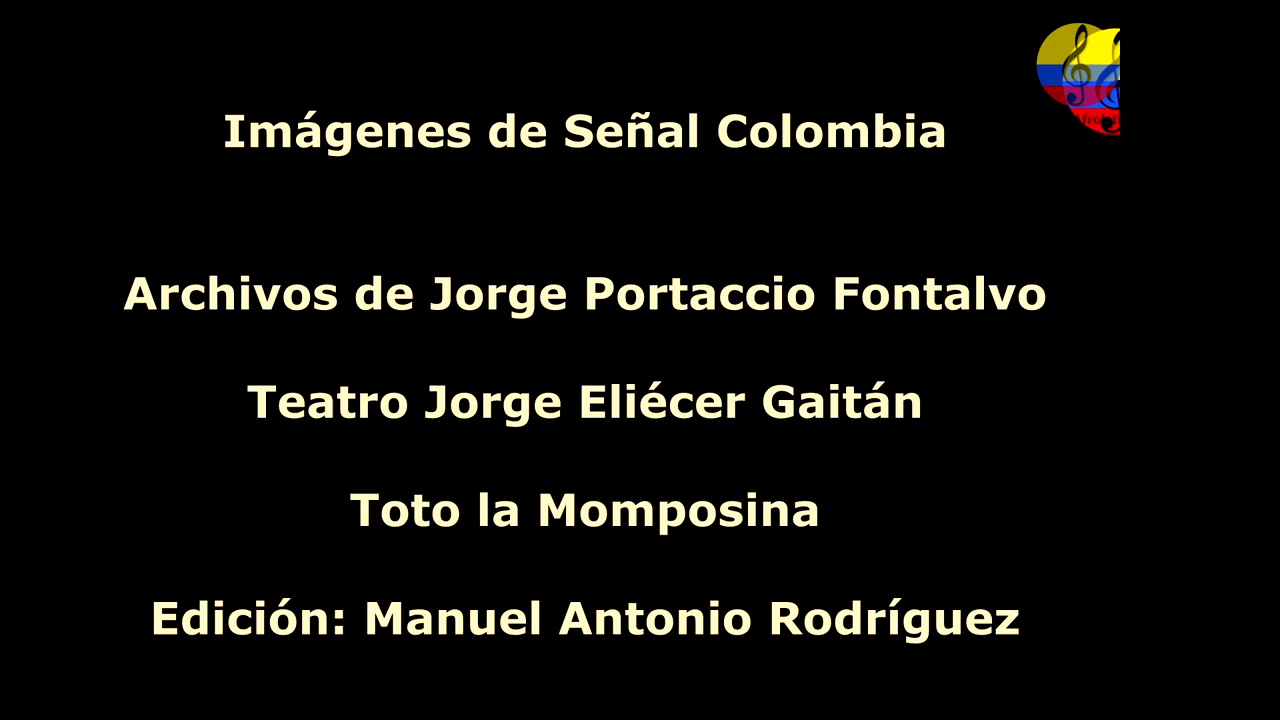 Imágenes de Señal Colombia
Archivos de Jorge Portaccio Fontalvo
Teatro Jorge Eliécer Gaitán
Toto la Momposina
Edición: Manuel Antonio Rodríguez